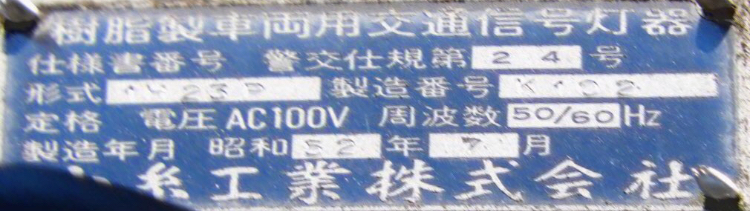 樹脂製車両用交通信号灯器
仕様書番号 警交仕規第 24 号
形式 製造番号
定格 電圧 AC100V 周波数 50/60 Hz
製造年月 昭和 52 年 7 月
糸工業株式会社